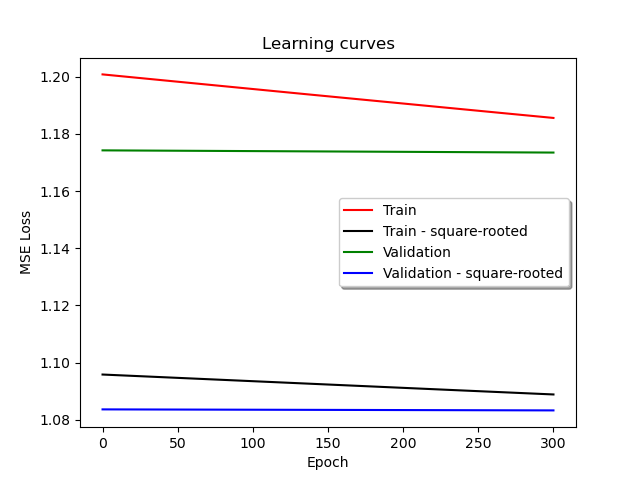 Learning curves
1.20
1.18
1.16
1.14
1.12
1.10
1.08
MSE Loss
Train
Train - square-rooted
Validation
Validation - square-rooted
0 50 100 150 200 250 300
Epoch